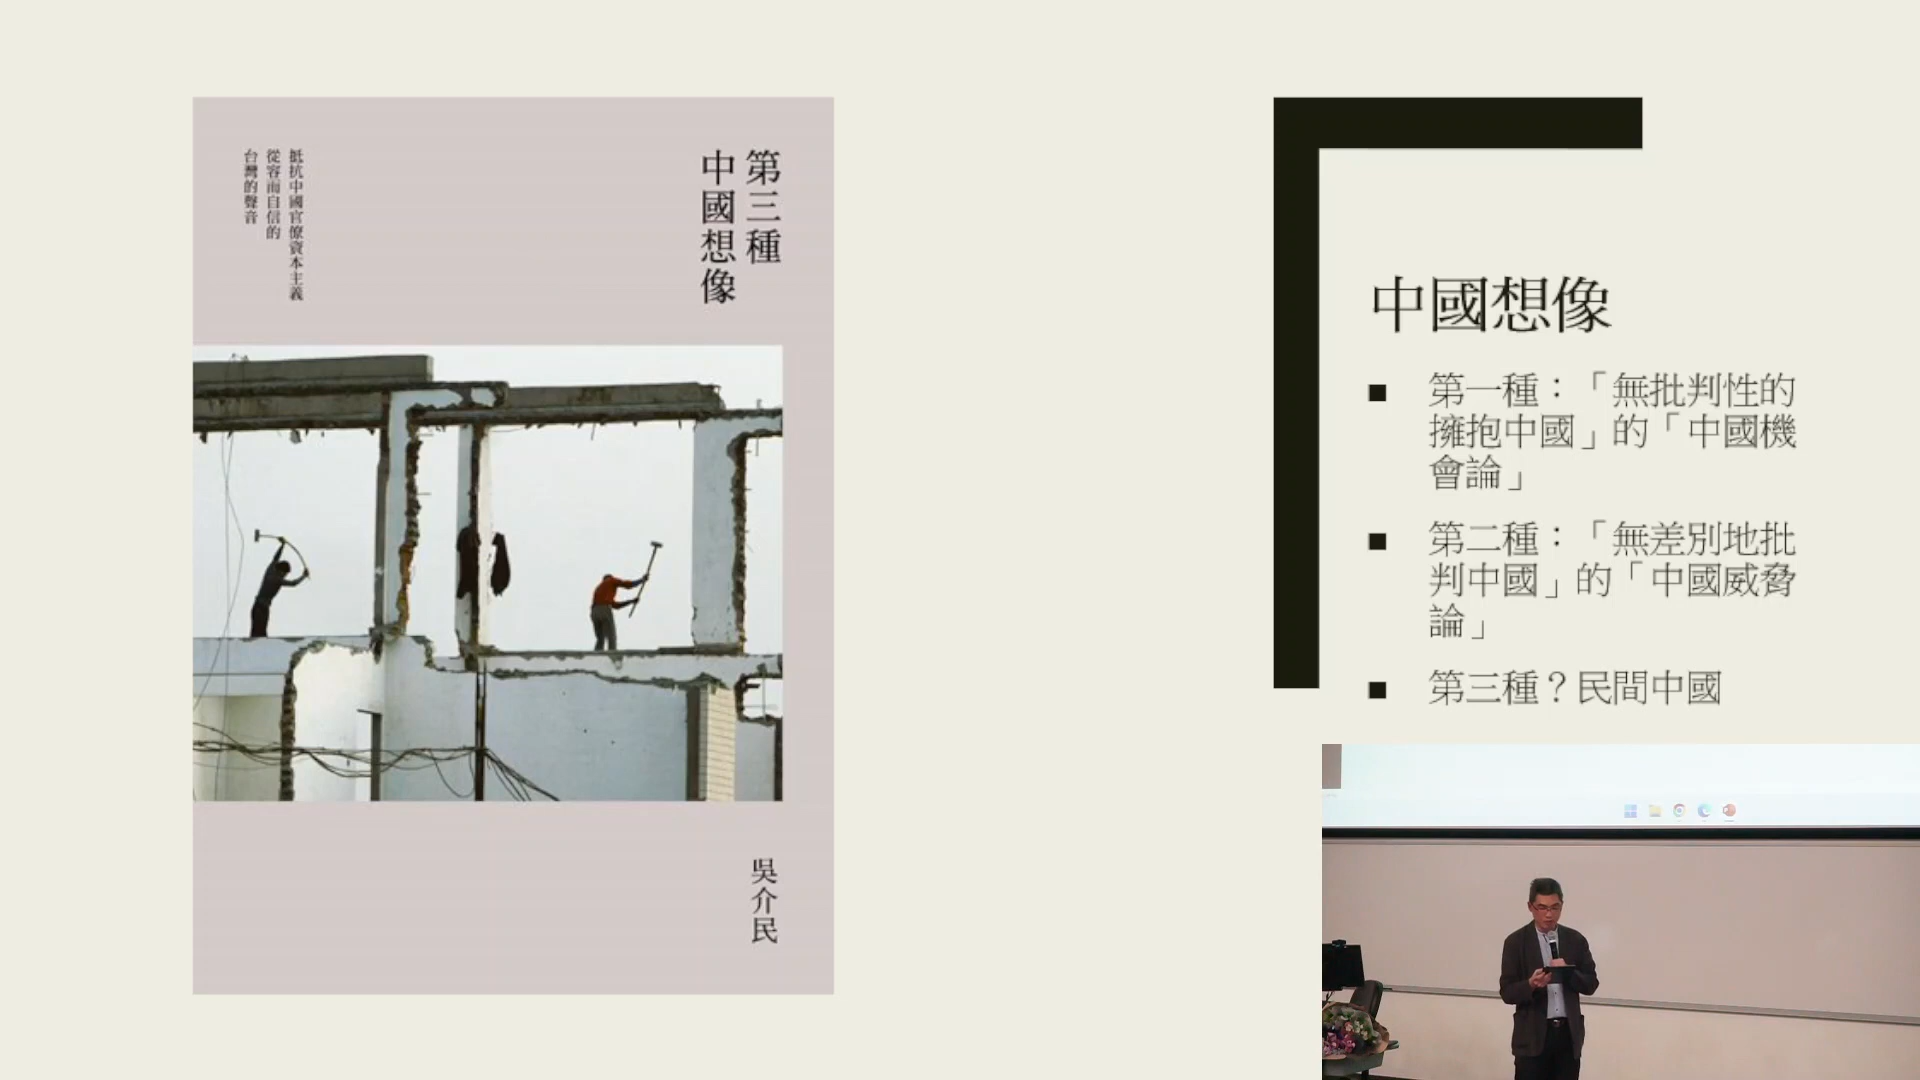 第三種
中國想像
抵抗中國官僚資本主義
從容而自信的
台灣的聲音
吳介民
中國想像
■ 第一種：「無批判性的
擁抱中國」的「中國機
會論」
■ 第二種：「無差別地批
判中國」的「中國威脅
論」
■ 第三種？民間中國